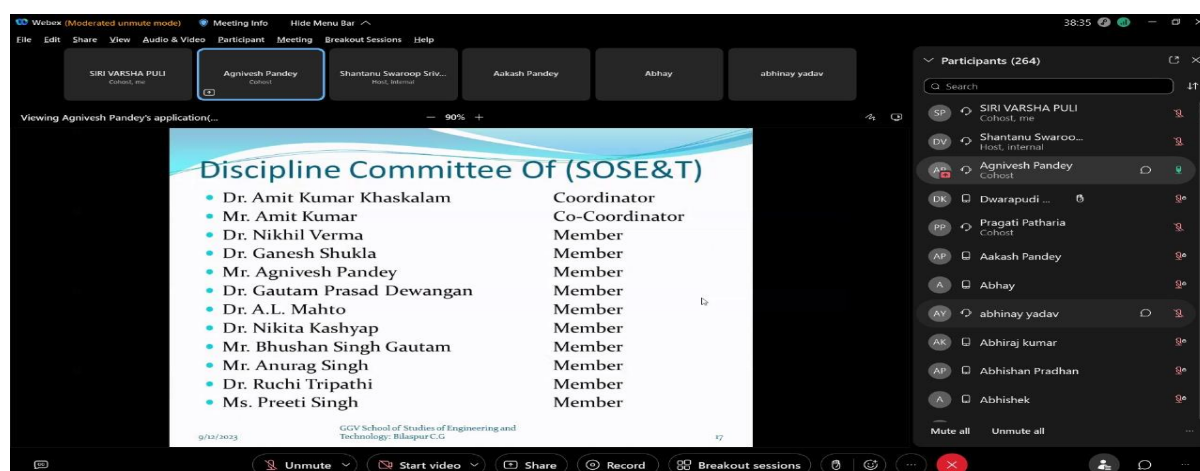 Webex (Moderated unmute mode) Meeting Info Hide Menu Bar
38:35
File Edit Share View Audio & Video Participant Meeting Breakout Sessions Help
SIRI VARSHA PULI
Cohost, me
Agnivesh Pandey
Cohost
Shantanu Swaroop Sriv...
Host, internal
Aakash Pandey
Abhay
abhinay yadav
Viewing Agnivesh Pandey's application(...
− 90% +
Discipline Committee Of (SOSE&T)
• Dr. Amit Kumar Khaskalam Coordinator
• Mr. Amit Kumar Co-Coordinator
• Dr. Nikhil Verma Member
• Dr. Ganesh Shukla Member
• Mr. Agnivesh Pandey Member
• Dr. Gautam Prasad Dewangan Member
• Dr. A.L. Mahto Member
• Dr. Nikita Kashyap Member
• Mr. Bhushan Singh Gautam Member
• Mr. Anurag Singh Member
• Dr. Ruchi Tripathi Member
• Ms. Preeti Singh Member
9/12/2023
GGV School of Studies of Engineering and
Technology: Bilaspur C.G
17
Participants (264)
Search
SP SIRI VARSHA PULI
Cohost, me
DV Shantanu Swaroo...
Host, internal
Agnivesh Pandey
Cohost
DK Dwarapudi ...
PP Pragati Patharia
Cohost
AP Aakash Pandey
A Abhay
AY abhinay yadav
AK Abhiraj kumar
AP Abhishan Pradhan
A Abhishek
Mute all Unmute all ...
Unmute Start video Share Record Breakout sessions ...